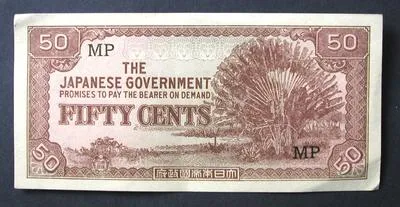 50 MP 50
THE
JAPANESE GOVERNMENT
PROMISES TO PAY THE BEARER ON DEMAND
FIFTY CENTS
MP
50 50
府政國帝本日大